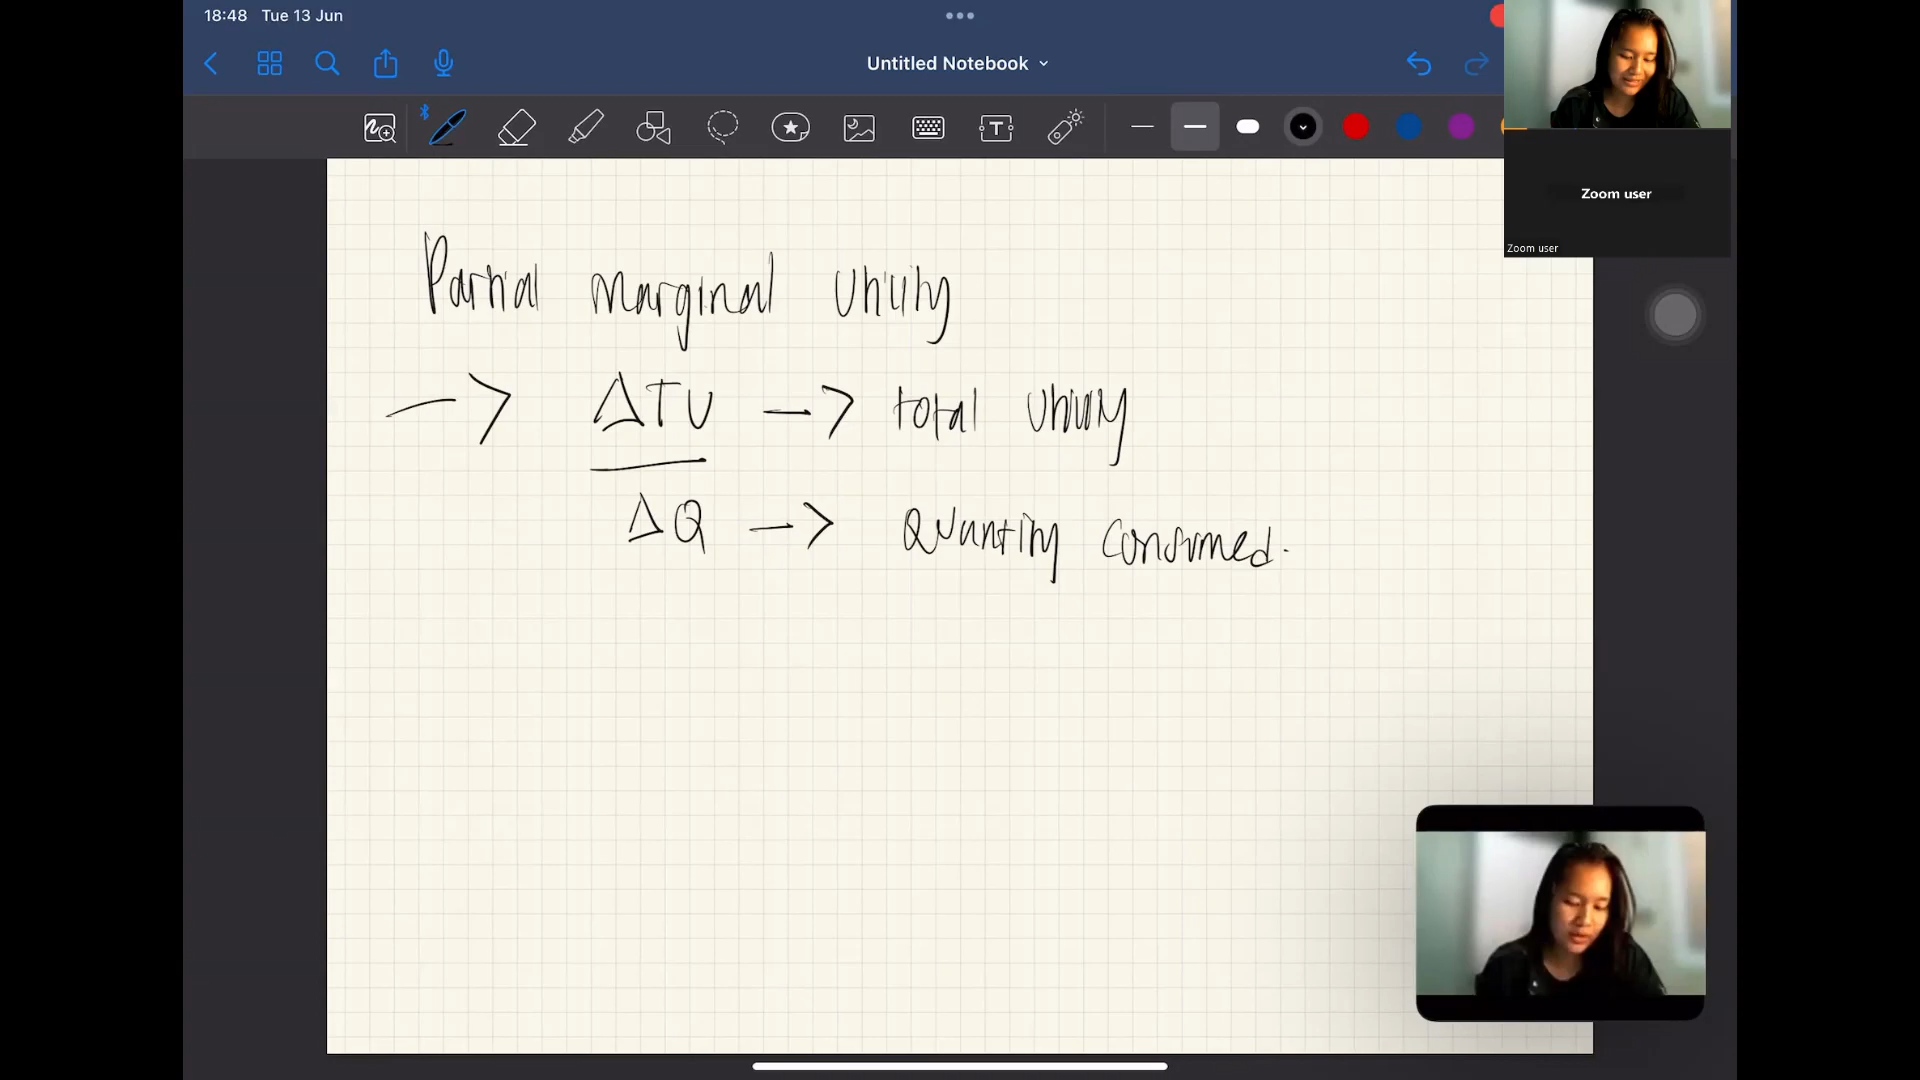 18:48 Tue 13 Jun
Untitled Notebook
Zoom user
Zoom user
Partial marginal Utility
—> ΔTU —> total Utility
ΔQ —> Quantity Consumed.